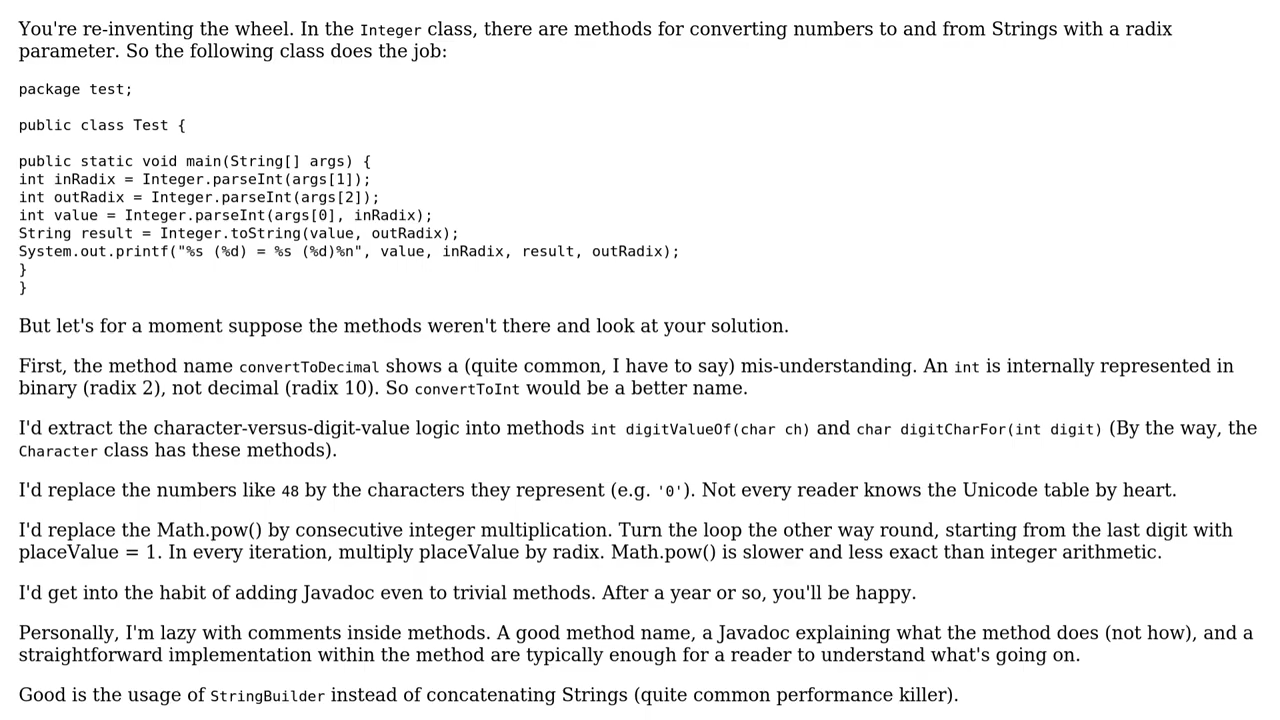 You're re-inventing the wheel. In the Integer class, there are methods for converting numbers to and from Strings with a radix
parameter. So the following class does the job:
package test;
public class Test {
public static void main(String[] args) {
int inRadix = Integer.parseInt(args[1]);
int outRadix = Integer.parseInt(args[2]);
int value = Integer.parseInt(args[0], inRadix);
String result = Integer.toString(value, outRadix);
System.out.printf("%s (%d) = %s (%d)%n", value, inRadix, result, outRadix);
}
}
But let's for a moment suppose the methods weren't there and look at your solution.
First, the method name convertToDecimal shows a (quite common, I have to say) mis-understanding. An int is internally represented in
binary (radix 2), not decimal (radix 10). So convertToInt would be a better name.
I'd extract the character-versus-digit-value logic into methods int digitValueOf(char ch) and char digitCharFor(int digit) (By the way, the
Character class has these methods).
I'd replace the numbers like 48 by the characters they represent (e.g. '0'). Not every reader knows the Unicode table by heart.
I'd replace the Math.pow() by consecutive integer multiplication. Turn the loop the other way round, starting from the last digit with
placeValue = 1. In every iteration, multiply placeValue by radix. Math.pow() is slower and less exact than integer arithmetic.
I'd get into the habit of adding Javadoc even to trivial methods. After a year or so, you'll be happy.
Personally, I'm lazy with comments inside methods. A good method name, a Javadoc explaining what the method does (not how), and a
straightforward implementation within the method are typically enough for a reader to understand what's going on.
Good is the usage of StringBuilder instead of concatenating Strings (quite common performance killer).